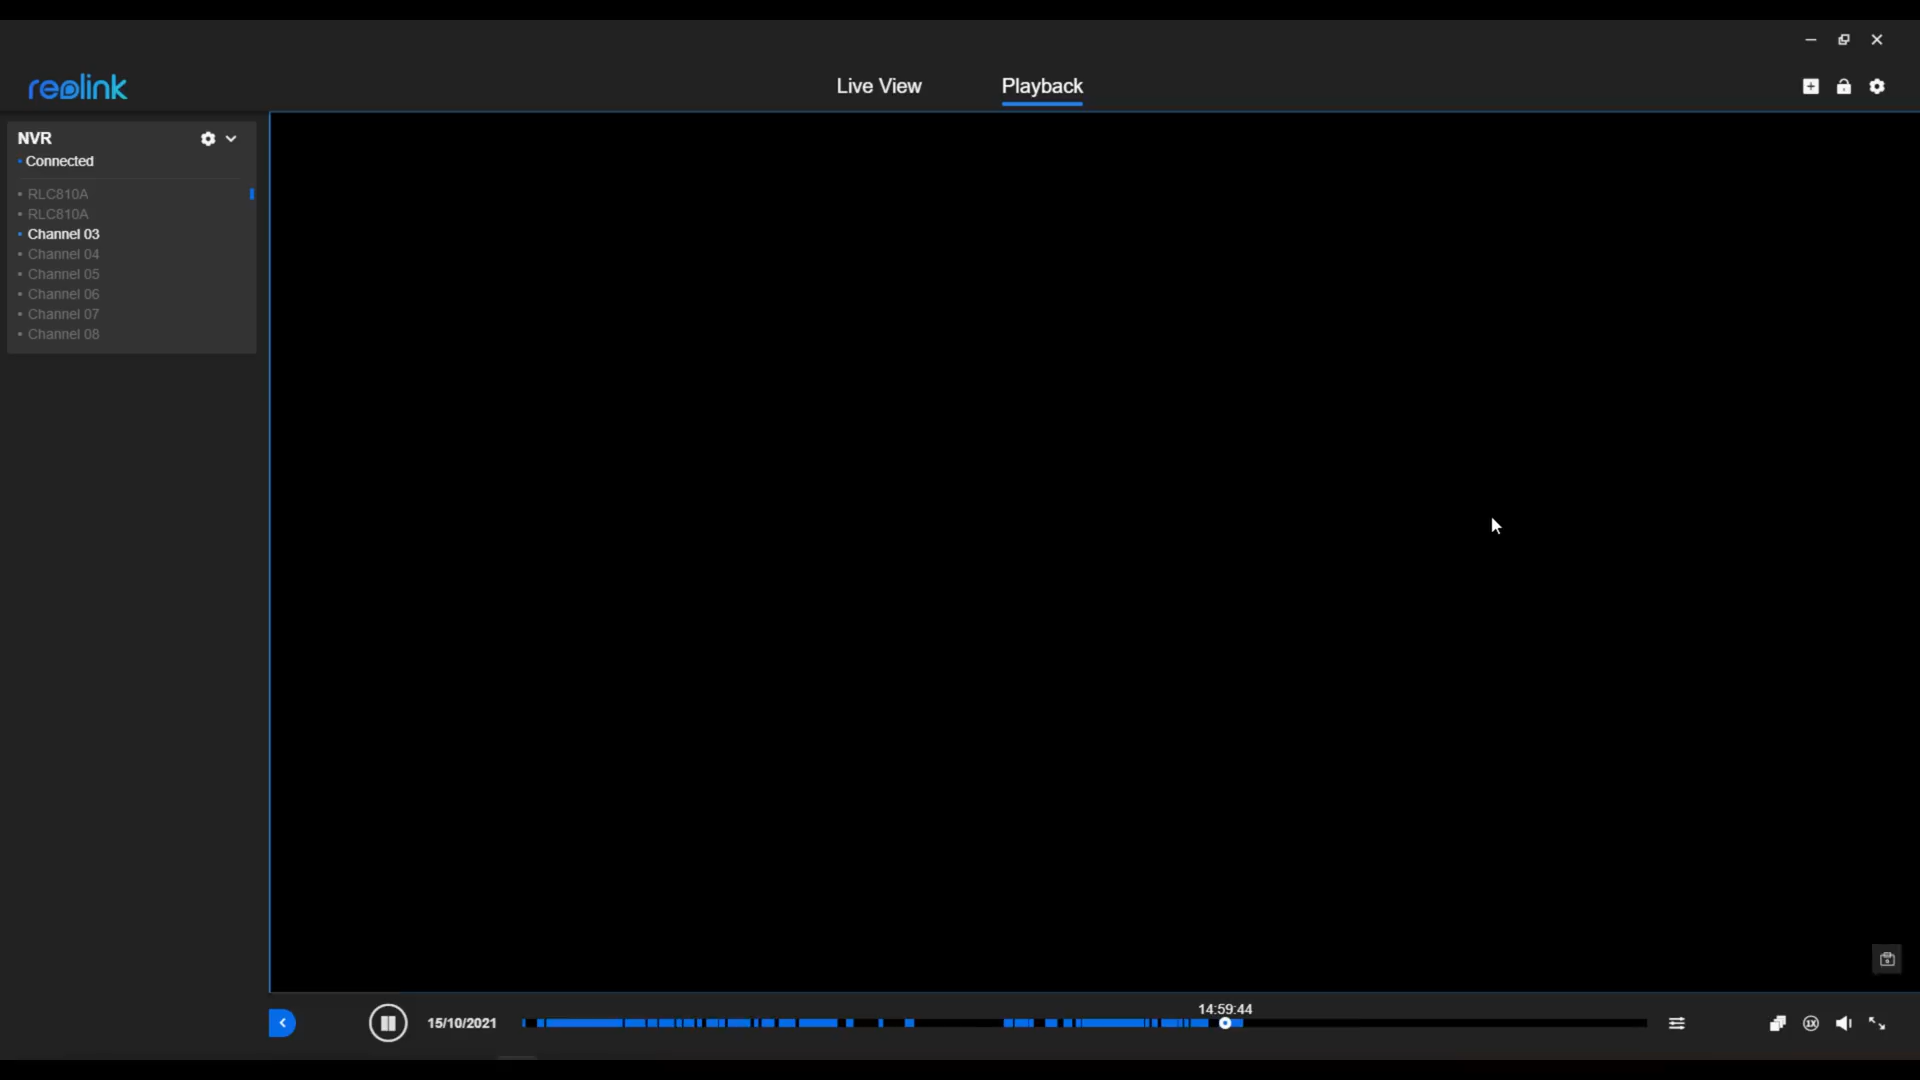 reolink
Live View
Playback
NVR
Connected
RLC810A
RLC810A
Channel 03
Channel 04
Channel 05
Channel 06
Channel 07
Channel 08
14:59:44
15/10/2021
1X